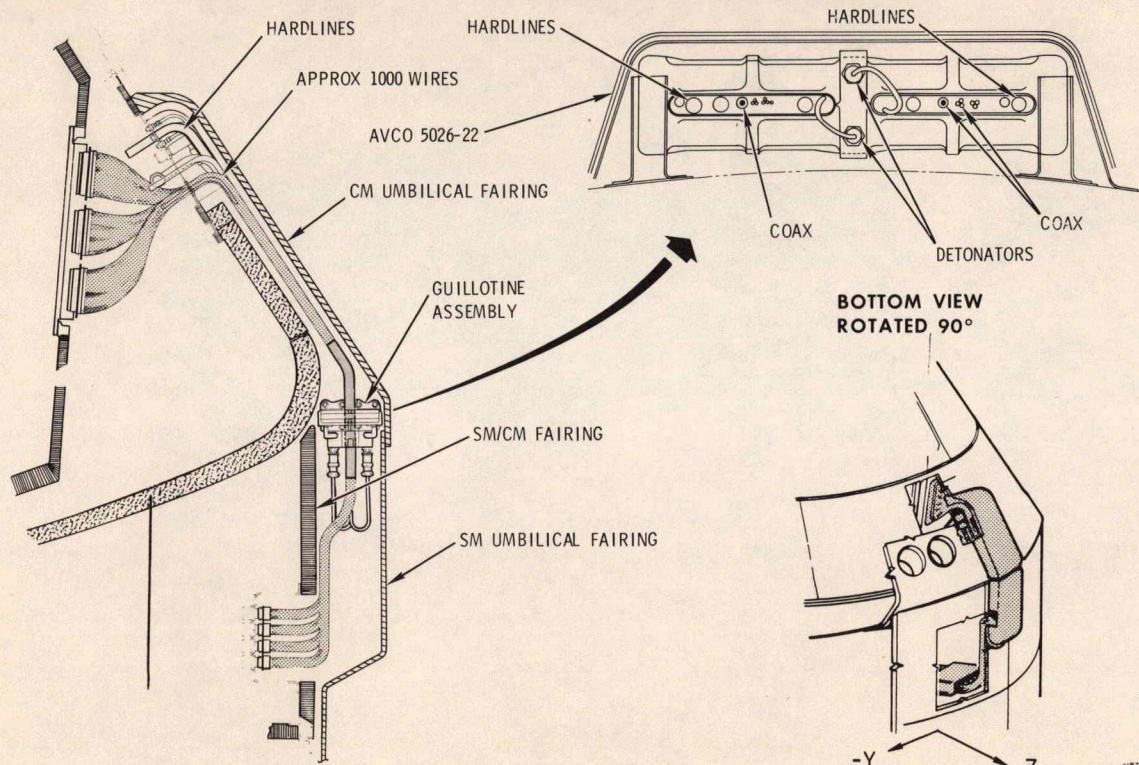 HARDLINES
APPROX 1000 WIRES
CM UMBILICAL FAIRING
GUILLOTINE
ASSEMBLY
SM/CM FAIRING
SM UMBILICAL FAIRING
HARDLINES
HARDLINES
AVCO 5026-22
COAX
COAX
DETONATORS
BOTTOM VIEW
ROTATED 90°
-Y